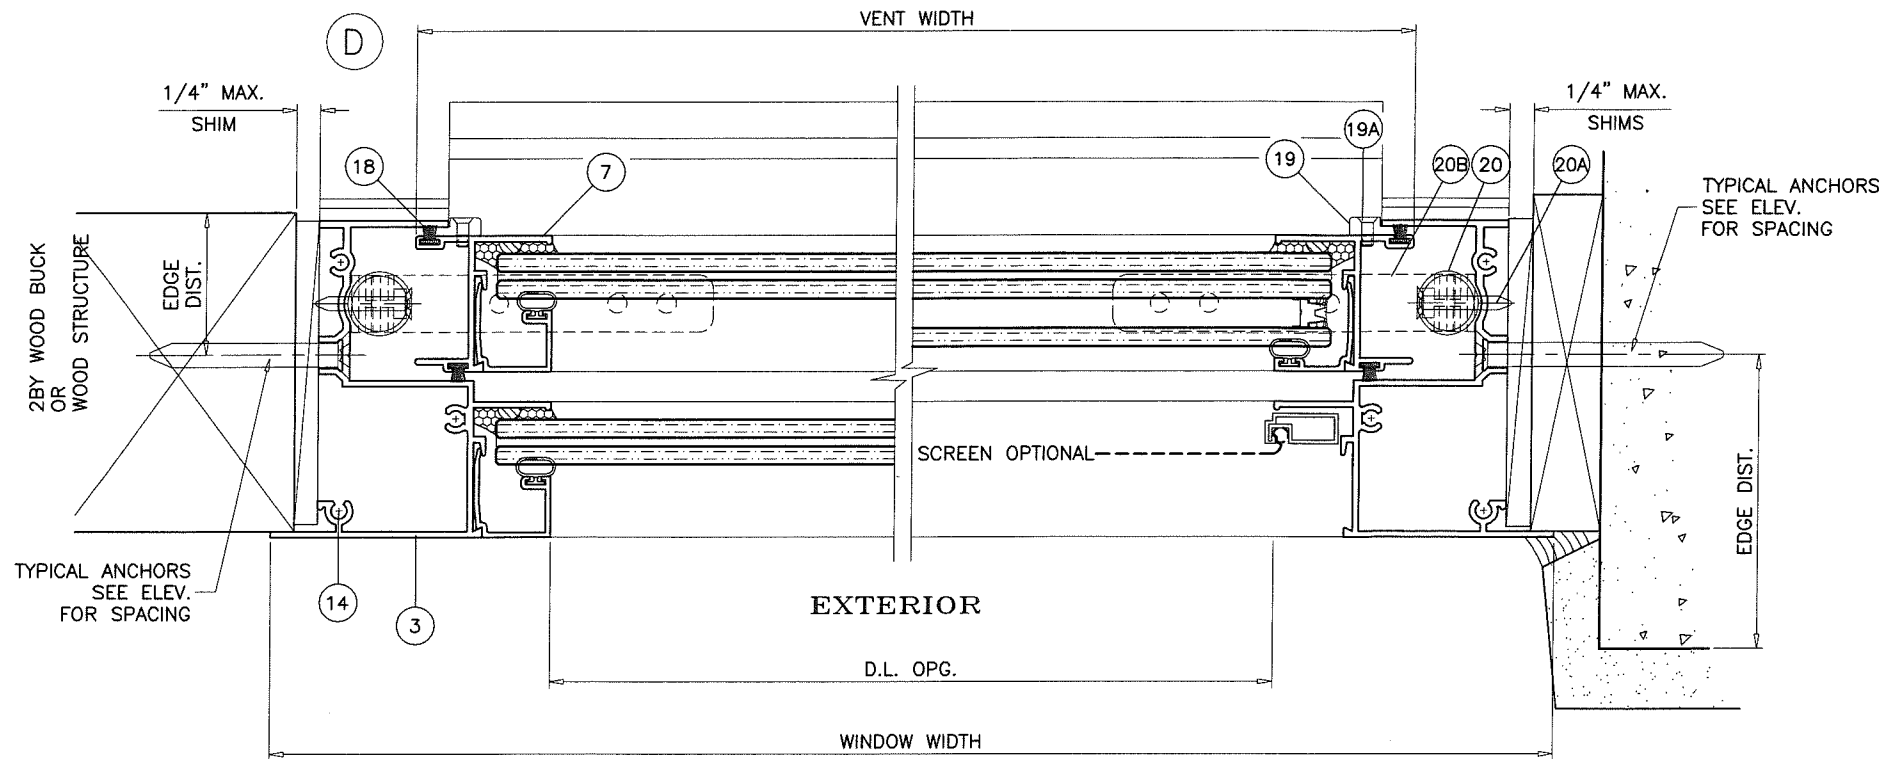 VENT WIDTH
D
1/4" MAX.
SHIM
1/4" MAX.
SHIMS
19A
18
7
19
20B
20
20A
TYPICAL ANCHORS
SEE ELEV.
FOR SPACING
2BY WOOD BUCK
OR
WOOD STRUCTURE
EDGE
DIST.
SCREEN OPTIONAL
EDGE DIST.
TYPICAL ANCHORS
SEE ELEV.
FOR SPACING
14
3
EXTERIOR
D.L. OPG.
WINDOW WIDTH